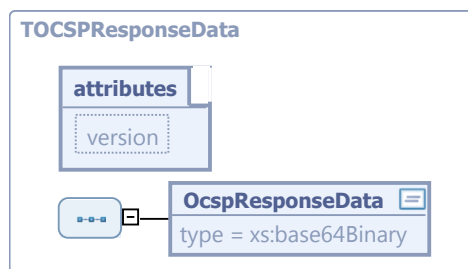 TOCSPResponseData
attributes
version
OcspResponseData
type = xs:base64Binary